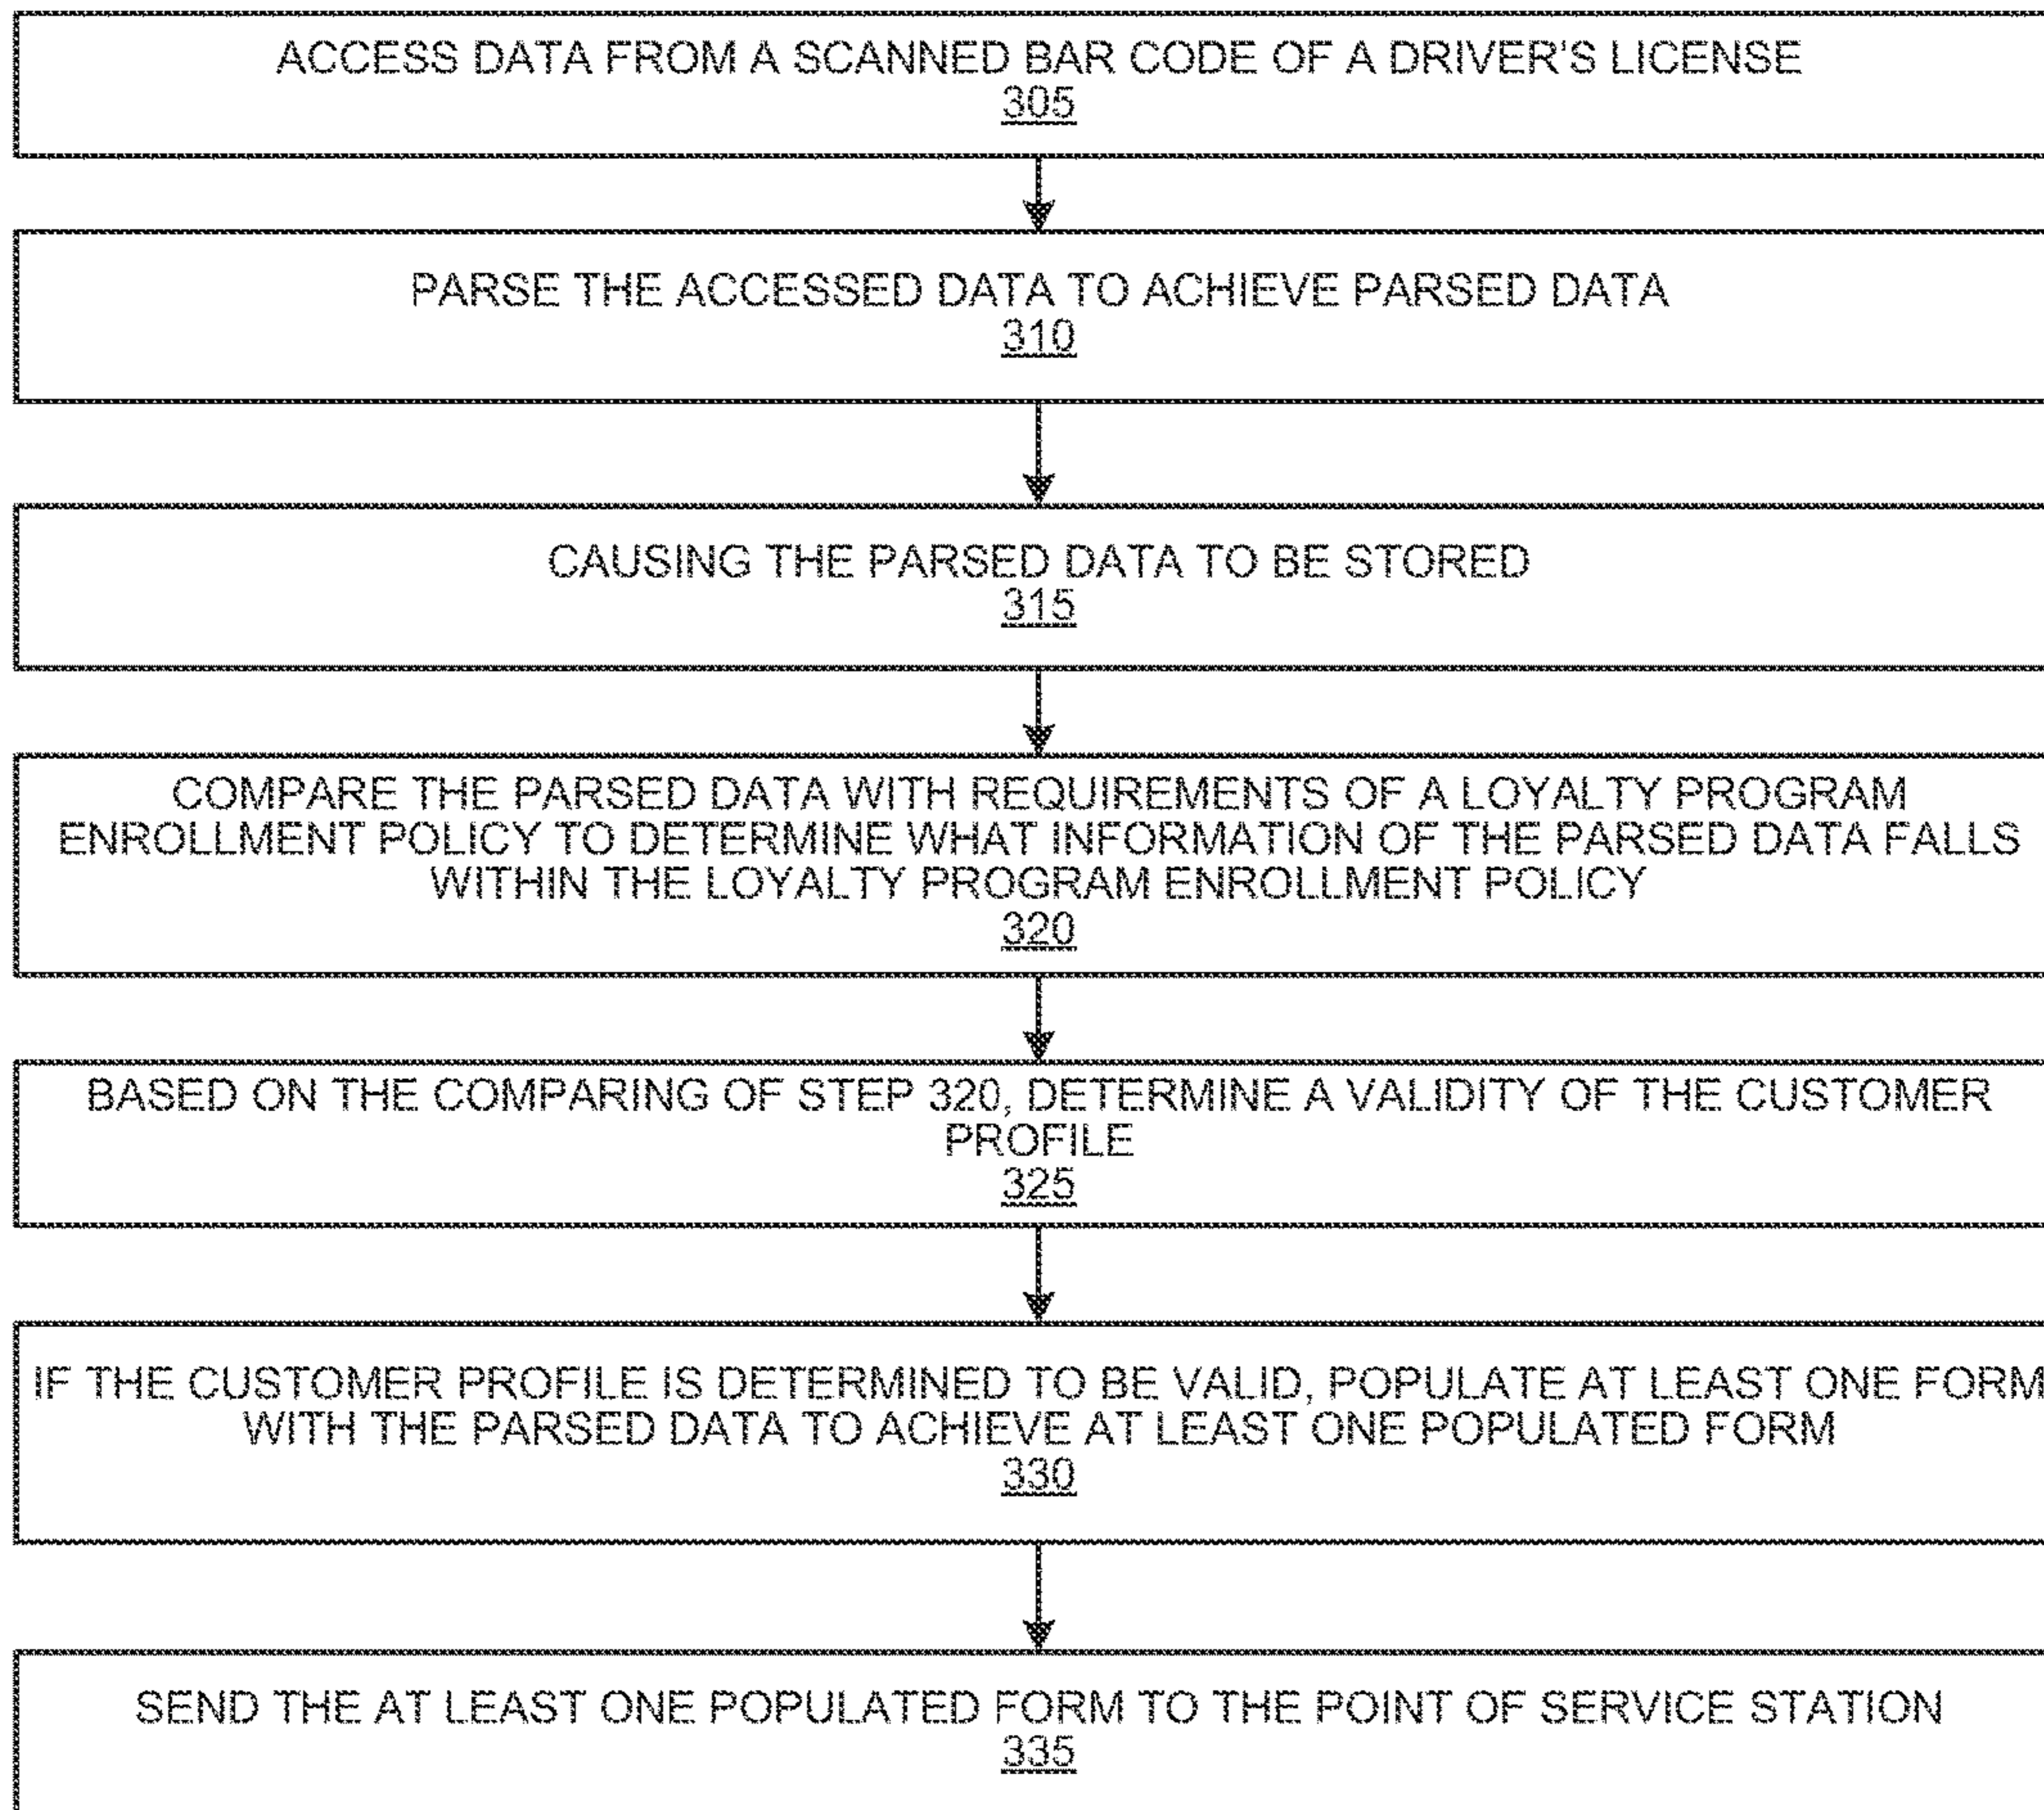 ACCESS DATA FROM A SCANNED BAR CODE OF A DRIVER'S LICENSE
305
PARSE THE ACCESSED DATA TO ACHIEVE PARSED DATA
310
CAUSING THE PARSED DATA TO BE STORED
315
COMPARE THE PARSED DATA WITH REQUIREMENTS OF A LOYALTY PROGRAM
ENROLLMENT POLICY TO DETERMINE WHAT INFORMATION OF THE PARSED DATA FALLS
WITHIN THE LOYALTY PROGRAM ENROLLMENT POLICY
320
BASED ON THE COMPARING OF STEP 320, DETERMINE A VALIDITY OF THE CUSTOMER
PROFILE
325
IF THE CUSTOMER PROFILE IS DETERMINED TO BE VALID, POPULATE AT LEAST ONE FORM
WITH THE PARSED DATA TO ACHIEVE AT LEAST ONE POPULATED FORM
330
SEND THE AT LEAST ONE POPULATED FORM TO THE POINT OF SERVICE STATION
335